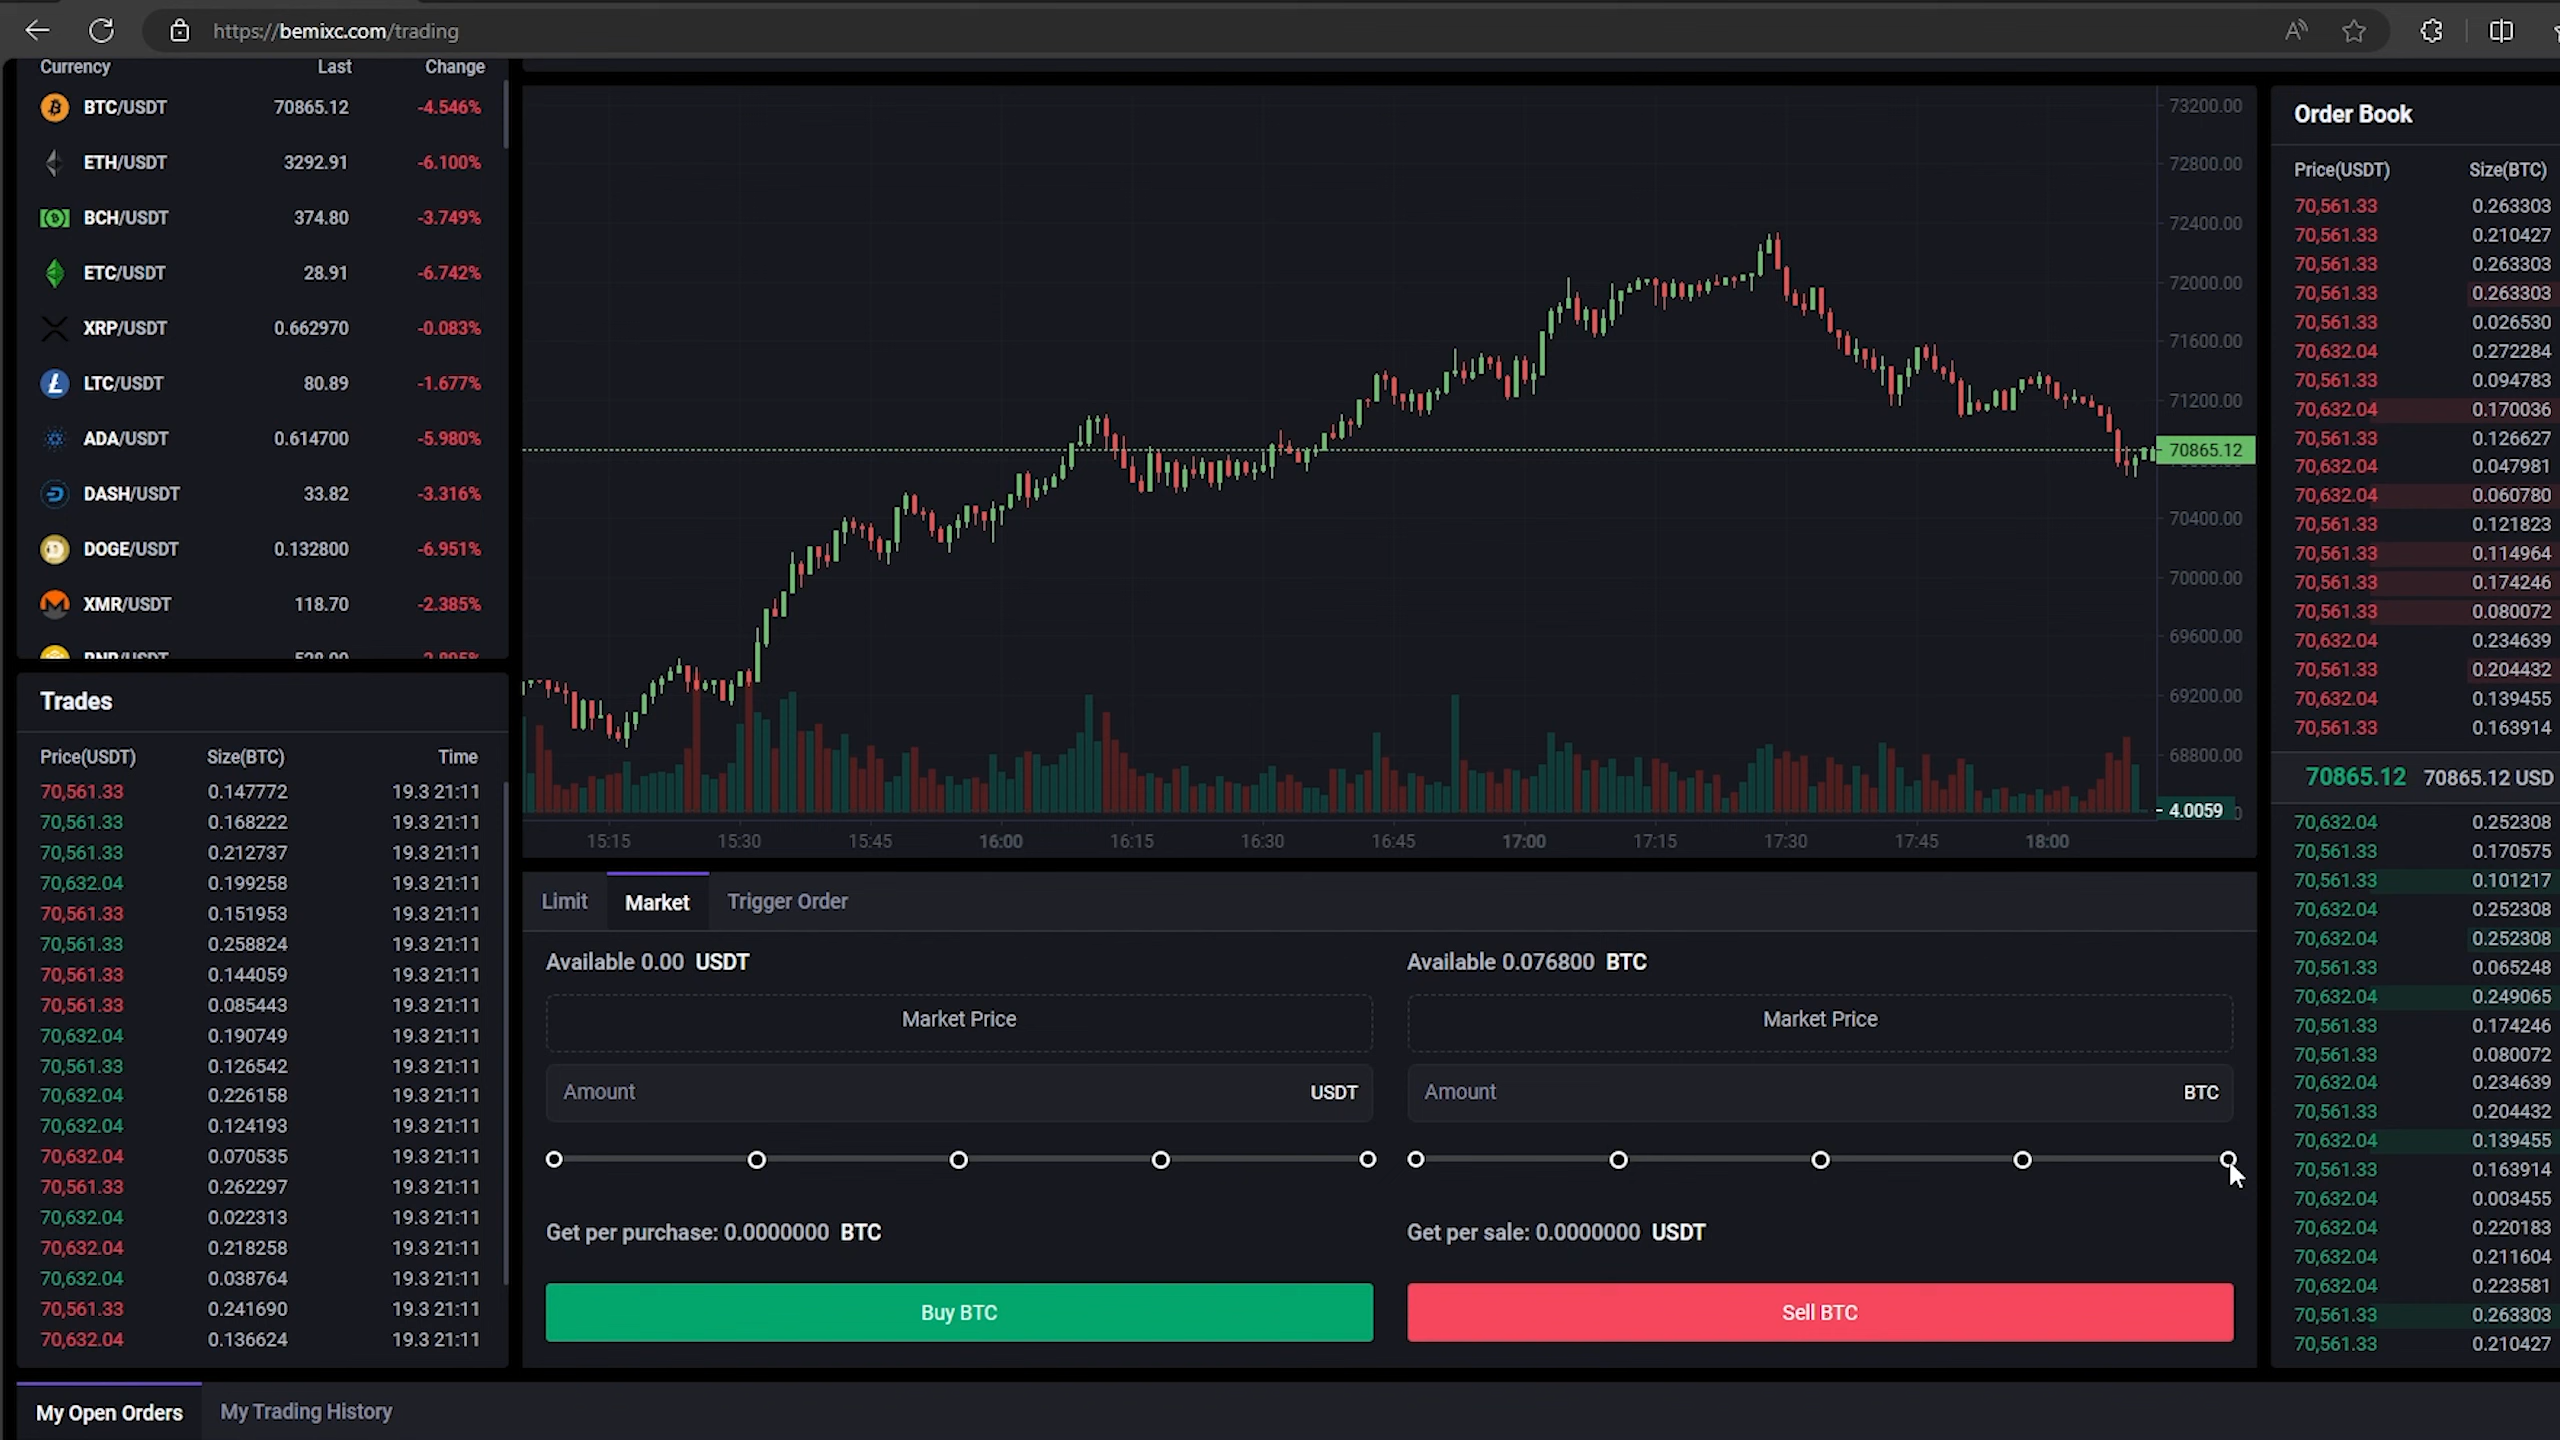 https://bemixc.com/trading
Currency Last Change
BTC/USDT 70865.12 -4.546%
ETH/USDT 3292.91 -6.100%
BCH/USDT 374.80 -3.749%
ETC/USDT 28.91 -6.742%
XRP/USDT 0.662970 -0.083%
LTC/USDT 80.89 -1.677%
ADA/USDT 0.614700 -5.980%
DASH/USDT 33.82 -3.316%
DOGE/USDT 0.132800 -6.951%
XMR/USDT 118.70 -2.385%
Trades
Price(USDT) Size(BTC) Time
70,561.33 0.147772 19.3 21:11
70,561.33 0.168222 19.3 21:11
70,561.33 0.212737 19.3 21:11
70,632.04 0.199258 19.3 21:11
70,561.33 0.151953 19.3 21:11
70,561.33 0.258824 19.3 21:11
70,561.33 0.144059 19.3 21:11
70,561.33 0.085443 19.3 21:11
70,632.04 0.190749 19.3 21:11
70,561.33 0.126542 19.3 21:11
70,632.04 0.226158 19.3 21:11
70,632.04 0.124193 19.3 21:11
70,632.04 0.070535 19.3 21:11
70,561.33 0.262297 19.3 21:11
70,632.04 0.022313 19.3 21:11
70,632.04 0.218258 19.3 21:11
70,632.04 0.038764 19.3 21:11
70,561.33 0.241690 19.3 21:11
70,632.04 0.136624 19.3 21:11
73200.00
72800.00
72400.00
72000.00
71600.00
71200.00
70865.12
70400.00
70000.00
69600.00
69200.00
68800.00
4.0059
15:15 15:30 15:45 16:00 16:15 16:30 16:45 17:00 17:15 17:30 17:45 18:00
Limit Market Trigger Order
Available 0.00 USDT
Market Price
Amount USDT
Get per purchase: 0.0000000 BTC
Buy BTC
Available 0.076800 BTC
Market Price
Amount BTC
Get per sale: 0.0000000 USDT
Sell BTC
Order Book
Price(USDT) Size(BTC)
70,561.33 0.263303
70,561.33 0.210427
70,561.33 0.263303
70,561.33 0.263303
70,561.33 0.026530
70,632.04 0.272284
70,561.33 0.094783
70,632.04 0.170036
70,561.33 0.126627
70,632.04 0.047981
70,632.04 0.060780
70,561.33 0.121823
70,561.33 0.114964
70,561.33 0.174246
70,561.33 0.080072
70,632.04 0.234639
70,561.33 0.204432
70,632.04 0.139455
70,561.33 0.163914
70865.12 70865.12 USD
70,632.04 0.252308
70,561.33 0.170575
70,561.33 0.101217
70,632.04 0.252308
70,632.04 0.252308
70,561.33 0.065248
70,632.04 0.249065
70,561.33 0.174246
70,561.33 0.080072
70,632.04 0.234639
70,561.33 0.204432
70,632.04 0.139455
70,561.33 0.163914
70,632.04 0.003455
70,632.04 0.220183
70,632.04 0.211604
70,632.04 0.223581
70,561.33 0.263303
70,561.33 0.210427
My Open Orders My Trading History